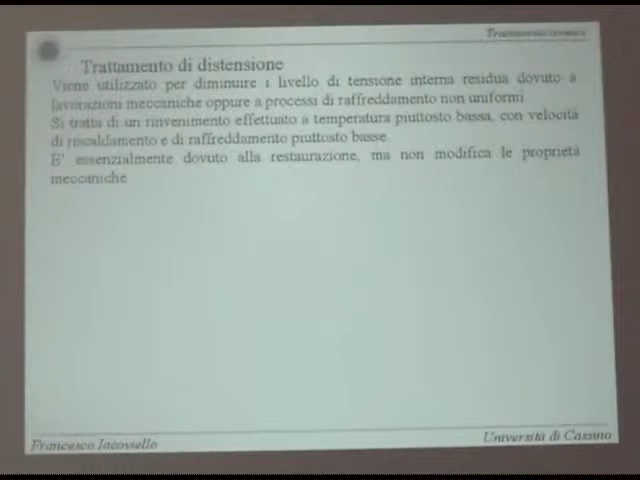 Trattamenti termici
Trattamento di distensione
Viene utilizzato per diminuire i livello di tensione interna residua dovuto a
lavorazioni meccaniche oppure a processi di raffreddamento non uniformi
Si tratta di un rinvenimento effettuato a temperatura piuttosto bassa, con velocità
di riscaldamento e di raffreddamento piuttosto basse
E' essenzialmente dovuto alla restaurazione, ma non modifica le proprietà
meccaniche
Francesco Iacoviello
Università di Cassino